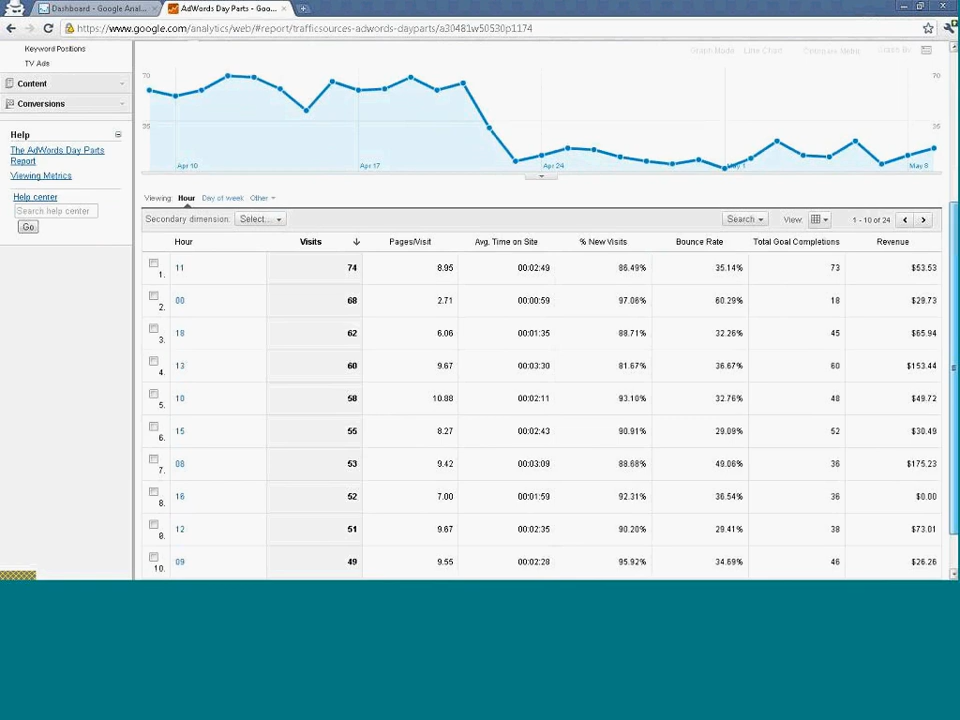 Dashboard - Google Anal...
AdWords Day Parts - Goo...
https://www.google.com/analytics/web/#report/trafficsources-adwords-dayparts/a30481w50530p1174
Keyword Positions
TV Ads
Content
Conversions
Help
The AdWords Day Parts
Report
Viewing Metrics
Help center
Search help center
Go
Graph Mode Line Chart Compare Metric Graph By
70 70
35 35
Apr 10 Apr 17 Apr 24 May 1 May 8
Viewing: Hour Day of week Other
Secondary dimension: Select... Search View: 1 - 10 of 24
Hour Visits Pages/Visit Avg. Time on Site % New Visits Bounce Rate Total Goal Completions Revenue
1. 11 74 8.95 00:02:49 86.49% 35.14% 73 $53.53
2. 00 68 2.71 00:00:59 97.06% 60.29% 18 $29.73
3. 18 62 6.06 00:01:35 88.71% 32.26% 45 $65.94
4. 13 60 9.67 00:03:30 81.67% 36.67% 60 $153.44
5. 10 58 10.88 00:02:11 93.10% 32.76% 48 $49.72
6. 15 55 8.27 00:02:43 90.91% 29.09% 52 $30.49
7. 08 53 9.42 00:03:09 88.68% 49.06% 36 $175.23
8. 16 52 7.00 00:01:59 92.31% 36.54% 36 $0.00
9. 12 51 9.67 00:02:35 90.20% 29.41% 38 $73.01
10. 09 49 9.55 00:02:28 95.92% 34.69% 46 $26.26